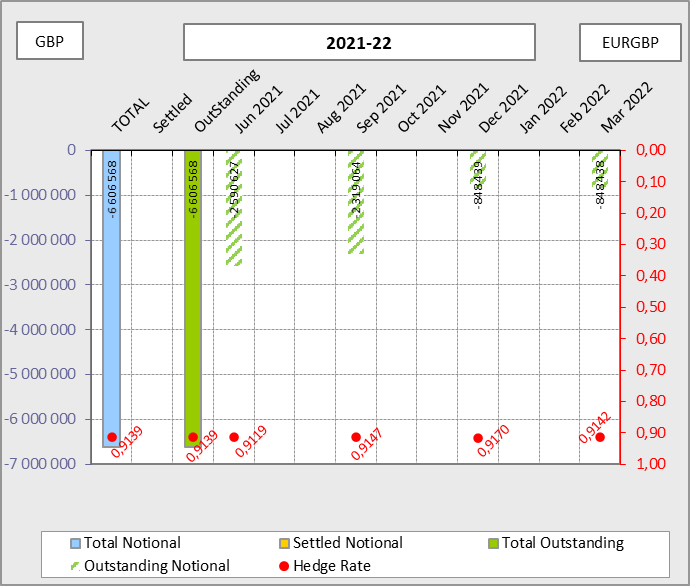 GBP
2021-22
EURGBP
TOTAL
Settled
OutStanding
Jun 2021
Jul 2021
Aug 2021
Sep 2021
Oct 2021
Nov 2021
Dec 2021
Jan 2022
Feb 2022
Mar 2022
0
-1 000 000
-2 000 000
-3 000 000
-4 000 000
-5 000 000
-6 000 000
-7 000 000
-6 606 568
-6 606 568
-2 590 627
-2 319 064
-848 439
-848 438
0,9139
0,9139
0,9119
0,9147
0,9170
0,9142
0,00
0,10
0,20
0,30
0,40
0,50
0,60
0,70
0,80
0,90
1,00
Total Notional
Settled Notional
Total Outstanding
Outstanding Notional
Hedge Rate